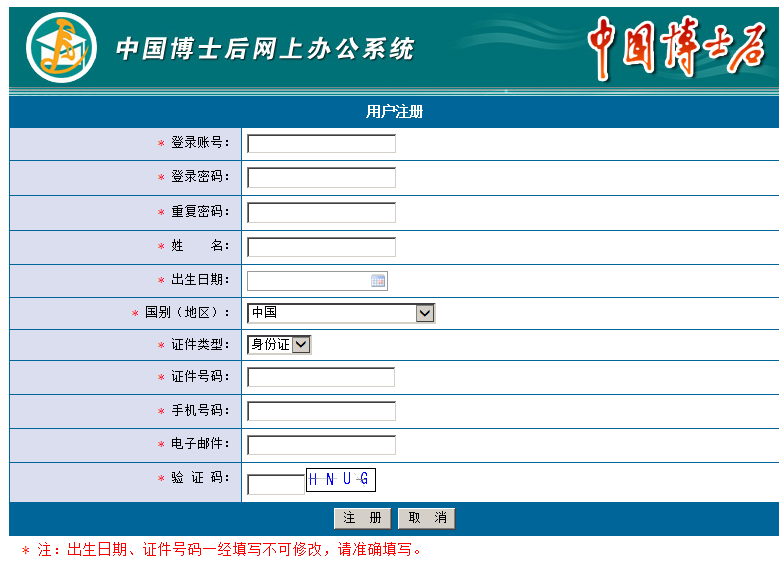 中国博士后网上办公系统
中国博士后
用户注册
* 登录账号：
* 登录密码：
* 重复密码：
* 姓 名：
* 出生日期：
* 国别（地区）： 中国
* 证件类型： 身份证
* 证件号码：
* 手机号码：
* 电子邮件：
* 验 证 码： H N U G
注 册 取 消
* 注：出生日期、证件号码一经填写不可修改，请准确填写。